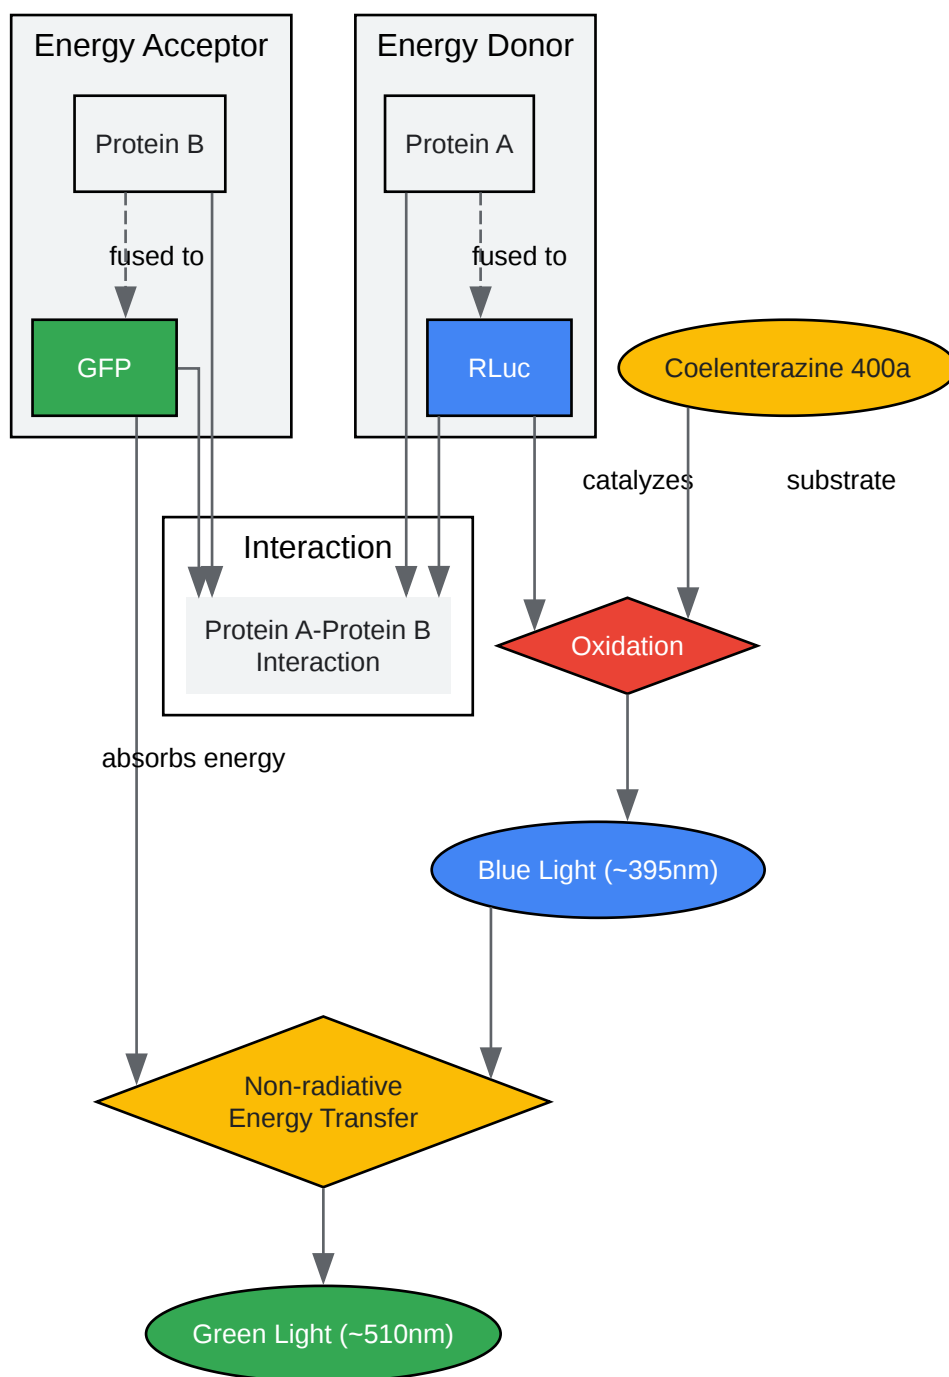 Energy Acceptor
Energy Donor
Protein B
Protein A
fused to
fused to
GFP
RLuc
Coelenterazine 400a
catalyzes
substrate
Interaction
Protein A-Protein B
Interaction
Oxidation
absorbs energy
Blue Light (~395nm)
Non-radiative
Energy Transfer
Green Light (~510nm)